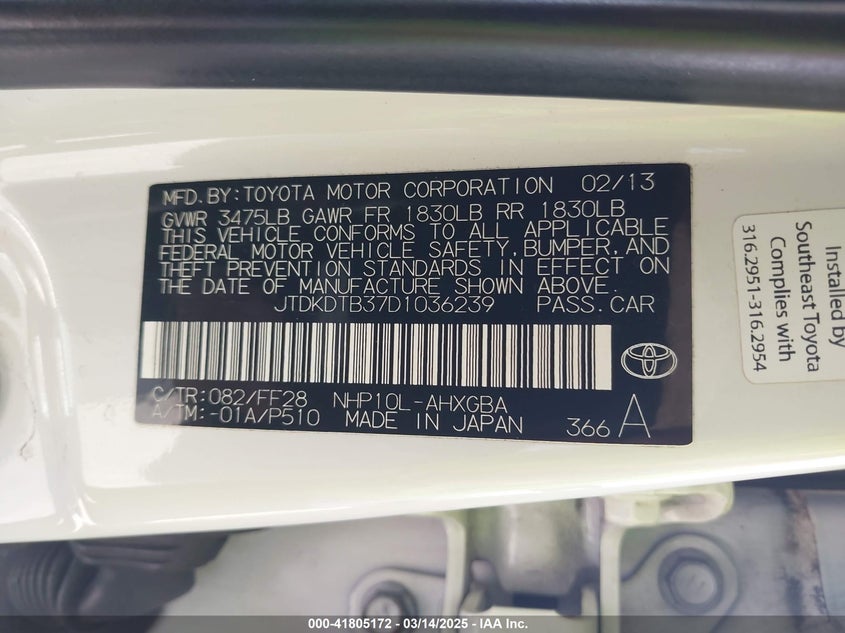 MFD.BY:TOYOTA MOTOR CORPORATION 02/13
GVWR 3475LB GAWR FR 1830LB RR 1830LB
THIS VEHICLE CONFORMS TO ALL APPLICABLE
FEDERAL MOTOR VEHICLE SAFETY, BUMPER, AND
THEFT PREVENTION STANDARDS IN EFFECT ON
THE DATE OF MANUFACTURE SHOWN ABOVE.
JTDKDTB37D1036239 PASS.CAR
C/TR:082/FF28 NHP10L-AHXGBA
A/TM:-01A/P510 MADE IN JAPAN 366 A
Installed by
Southeast Toyota
Complies with
316.2951-316.2954
000-41805172 - 03/14/2025 - IAA Inc.